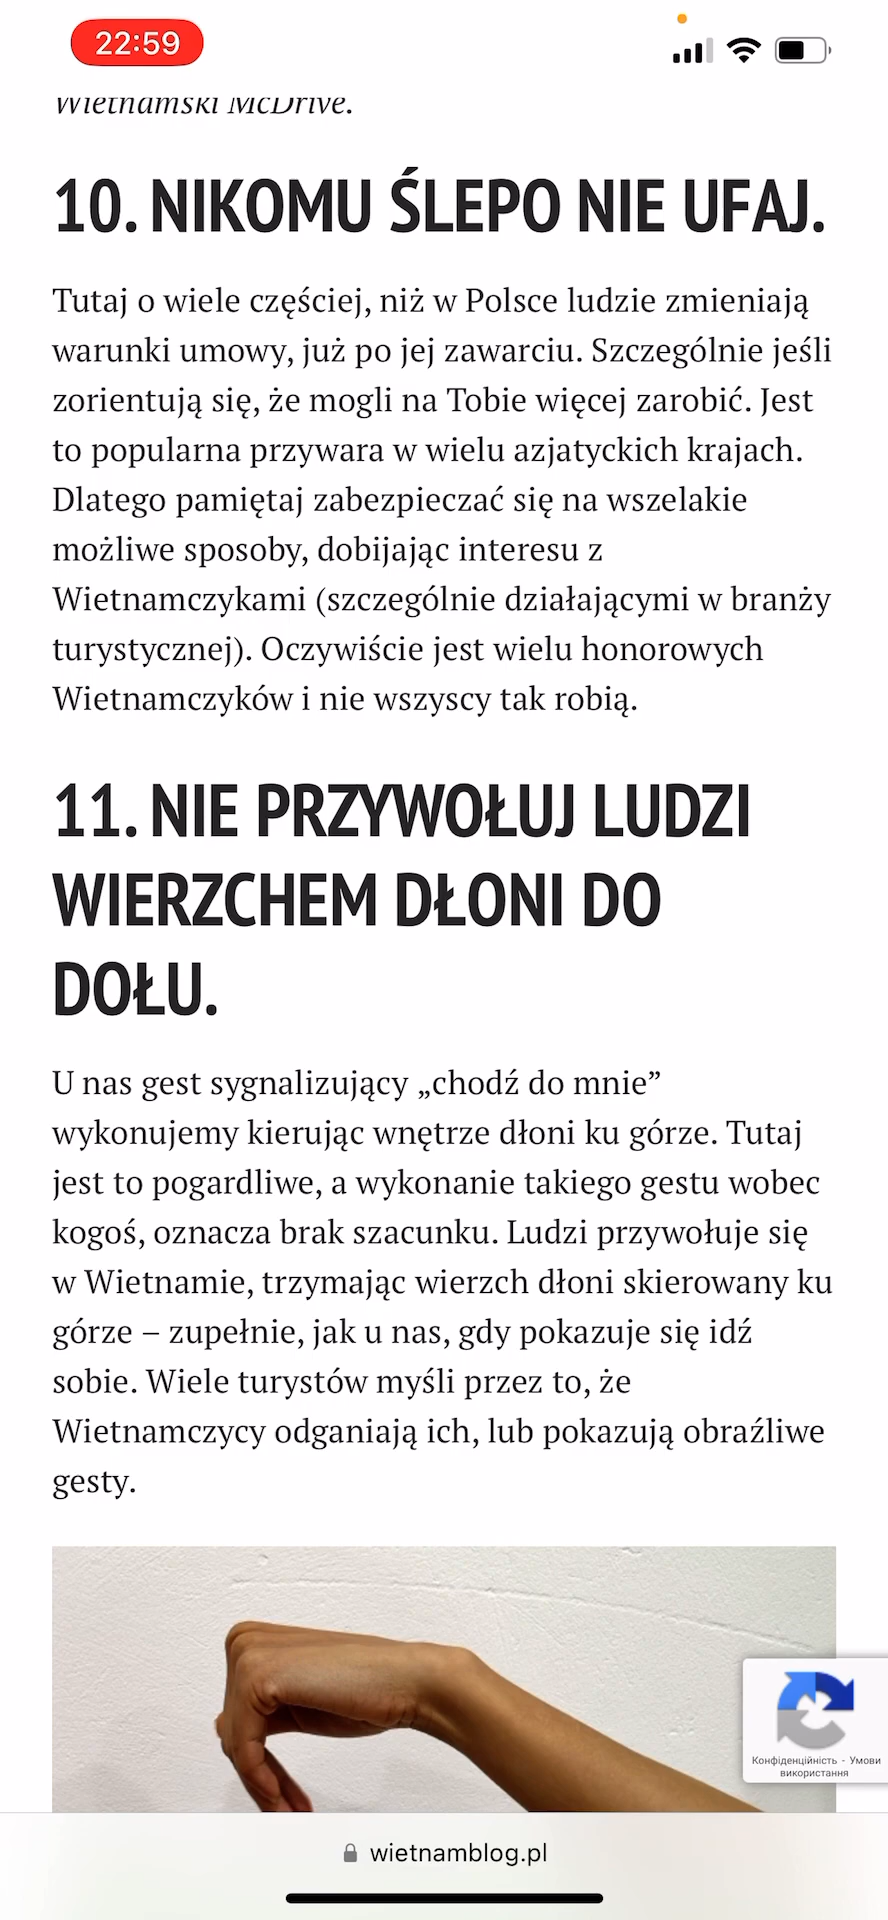 22:59
Wietnamski McDrive.
10. NIKOMU ŚLEPO NIE UFAJ.
Tutaj o wiele częściej, niż w Polsce ludzie zmieniają
warunki umowy, już po jej zawarciu. Szczególnie jeśli
zorientują się, że mogli na Tobie więcej zarobić. Jest
to popularna przywara w wielu azjatyckich krajach.
Dlatego pamiętaj zabezpieczać się na wszelakie
możliwe sposoby, dobijając interesu z
Wietnamczykami (szczególnie działającymi w branży
turystycznej). Oczywiście jest wielu honorowych
Wietnamczyków i nie wszyscy tak robią.
11. NIE PRZYWOŁUJ LUDZI
WIERZCHEM DŁONI DO
DOŁU.
U nas gest sygnalizujący „chodź do mnie”
wykonujemy kierując wnętrze dłoni ku górze. Tutaj
jest to pogardliwe, a wykonanie takiego gestu wobec
kogoś, oznacza brak szacunku. Ludzi przywołuje się
w Wietnamie, trzymając wierzch dłoni skierowany ku
górze – zupełnie, jak u nas, gdy pokazuje się idź
sobie. Wiele turystów myśli przez to, że
Wietnamczycy odganiają ich, lub pokazują obraźliwe
gesty.
Конфіденційність - Умови
використання
wietnamblog.pl